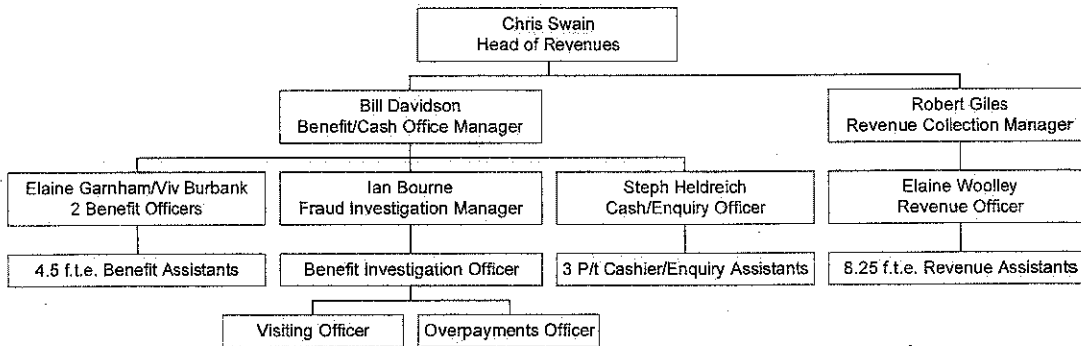 Chris Swain
Head of Revenues
Bill Davidson
Benefit/Cash Office Manager
Robert Giles
Revenue Collection Manager
Elaine Garnham/Viv Burbank
2 Benefit Officers
Ian Bourne
Fraud Investigation Manager
Steph Heldreich
Cash/Enquiry Officer
Elaine Woolley
Revenue Officer
4.5 f.t.e. Benefit Assistants
Benefit Investigation Officer
3 P/t Cashier/Enquiry Assistants
8.25 f.t.e. Revenue Assistants
Visiting Officer
Overpayments Officer